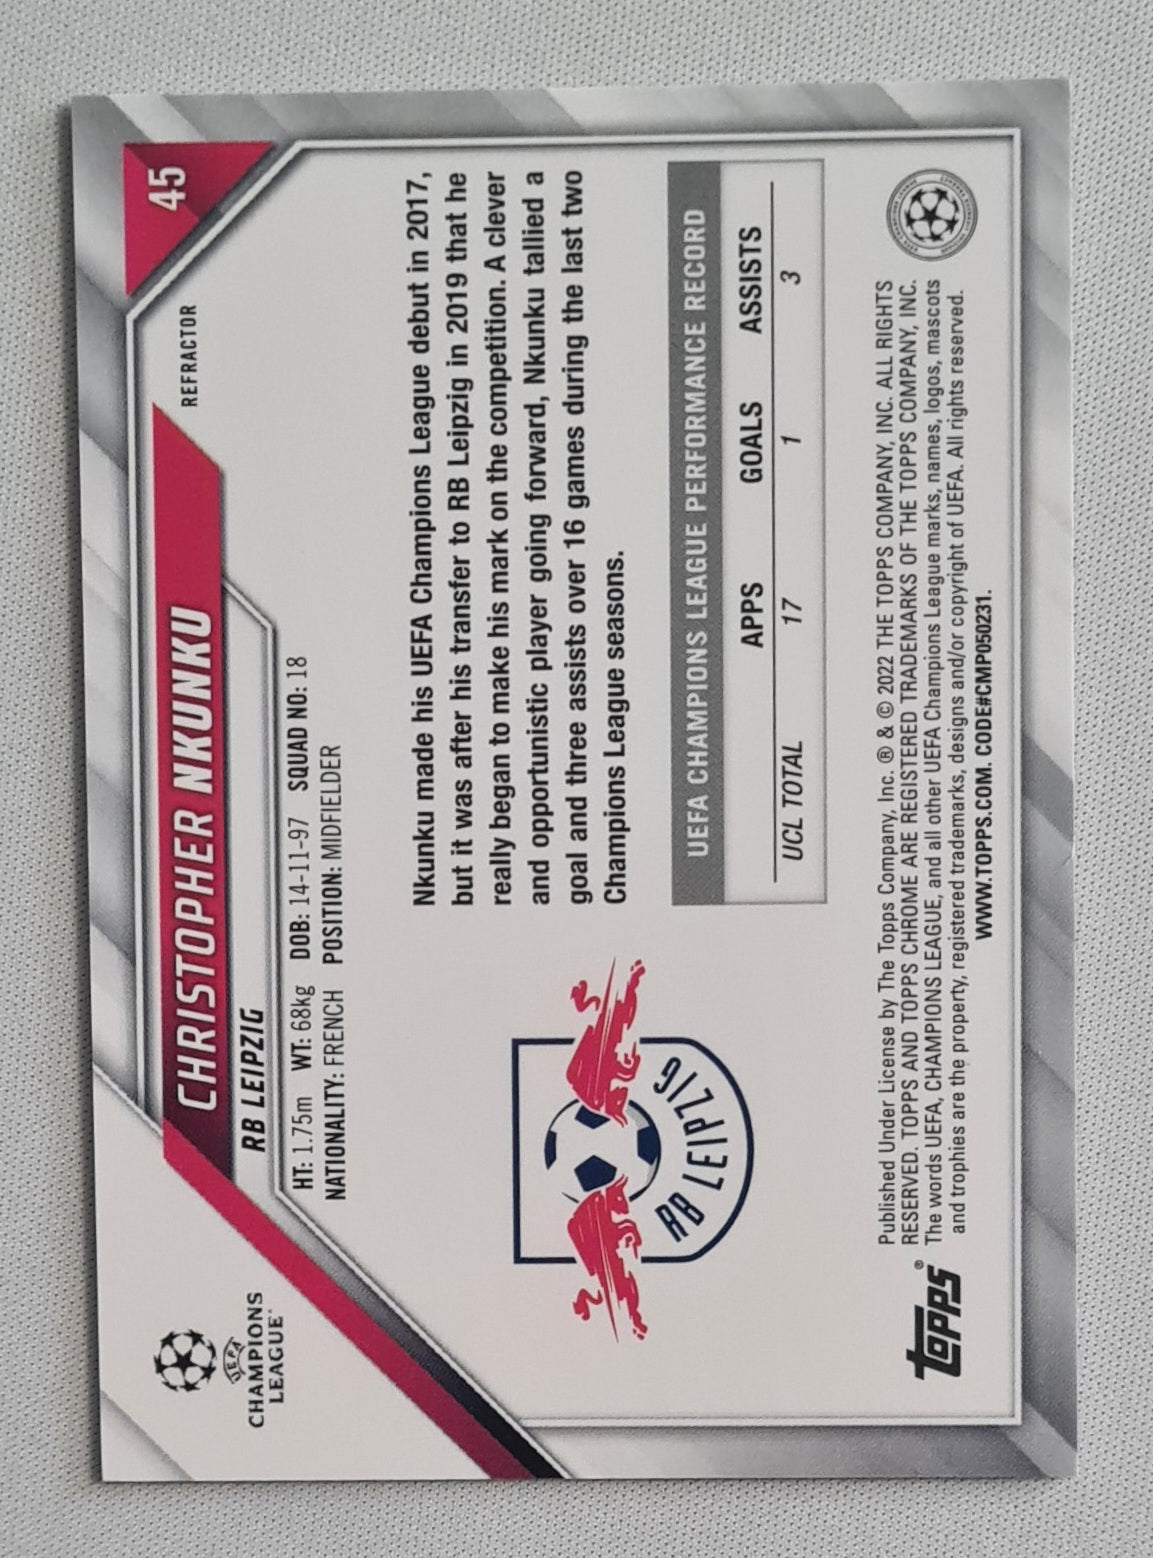 45
REFRACTOR
UEFA
CHAMPIONS
LEAGUE
CHRISTOPHER NKUNKU
RB LEIPZIG
HT: 1.75m WT: 68kg DOB: 14-11-97 SQUAD NO: 18
NATIONALITY: FRENCH POSITION: MIDFIELDER
Nkunku made his UEFA Champions League debut in 2017,
but it was after his transfer to RB Leipzig in 2019 that he
really began to make his mark on the competition. A clever
and opportunistic player going forward, Nkunku tallied a
goal and three assists over 16 games during the last two
Champions League seasons.
RB LEIPZIG
UEFA CHAMPIONS LEAGUE PERFORMANCE RECORD
APPS GOALS ASSISTS
UCL TOTAL 17 1 3
Topps®
Published Under License by The Topps Company, Inc. ® & © 2022 THE TOPPS COMPANY, INC. ALL RIGHTS
RESERVED. TOPPS AND TOPPS CHROME ARE REGISTERED TRADEMARKS OF THE TOPPS COMPANY, INC.
The words UEFA, CHAMPIONS LEAGUE, and all other UEFA Champions League marks, names, logos, mascots
and trophies are the property, registered trademarks, designs and/or copyright of UEFA. All rights reserved.
WWW.TOPPS.COM. CODE#CMP050231.